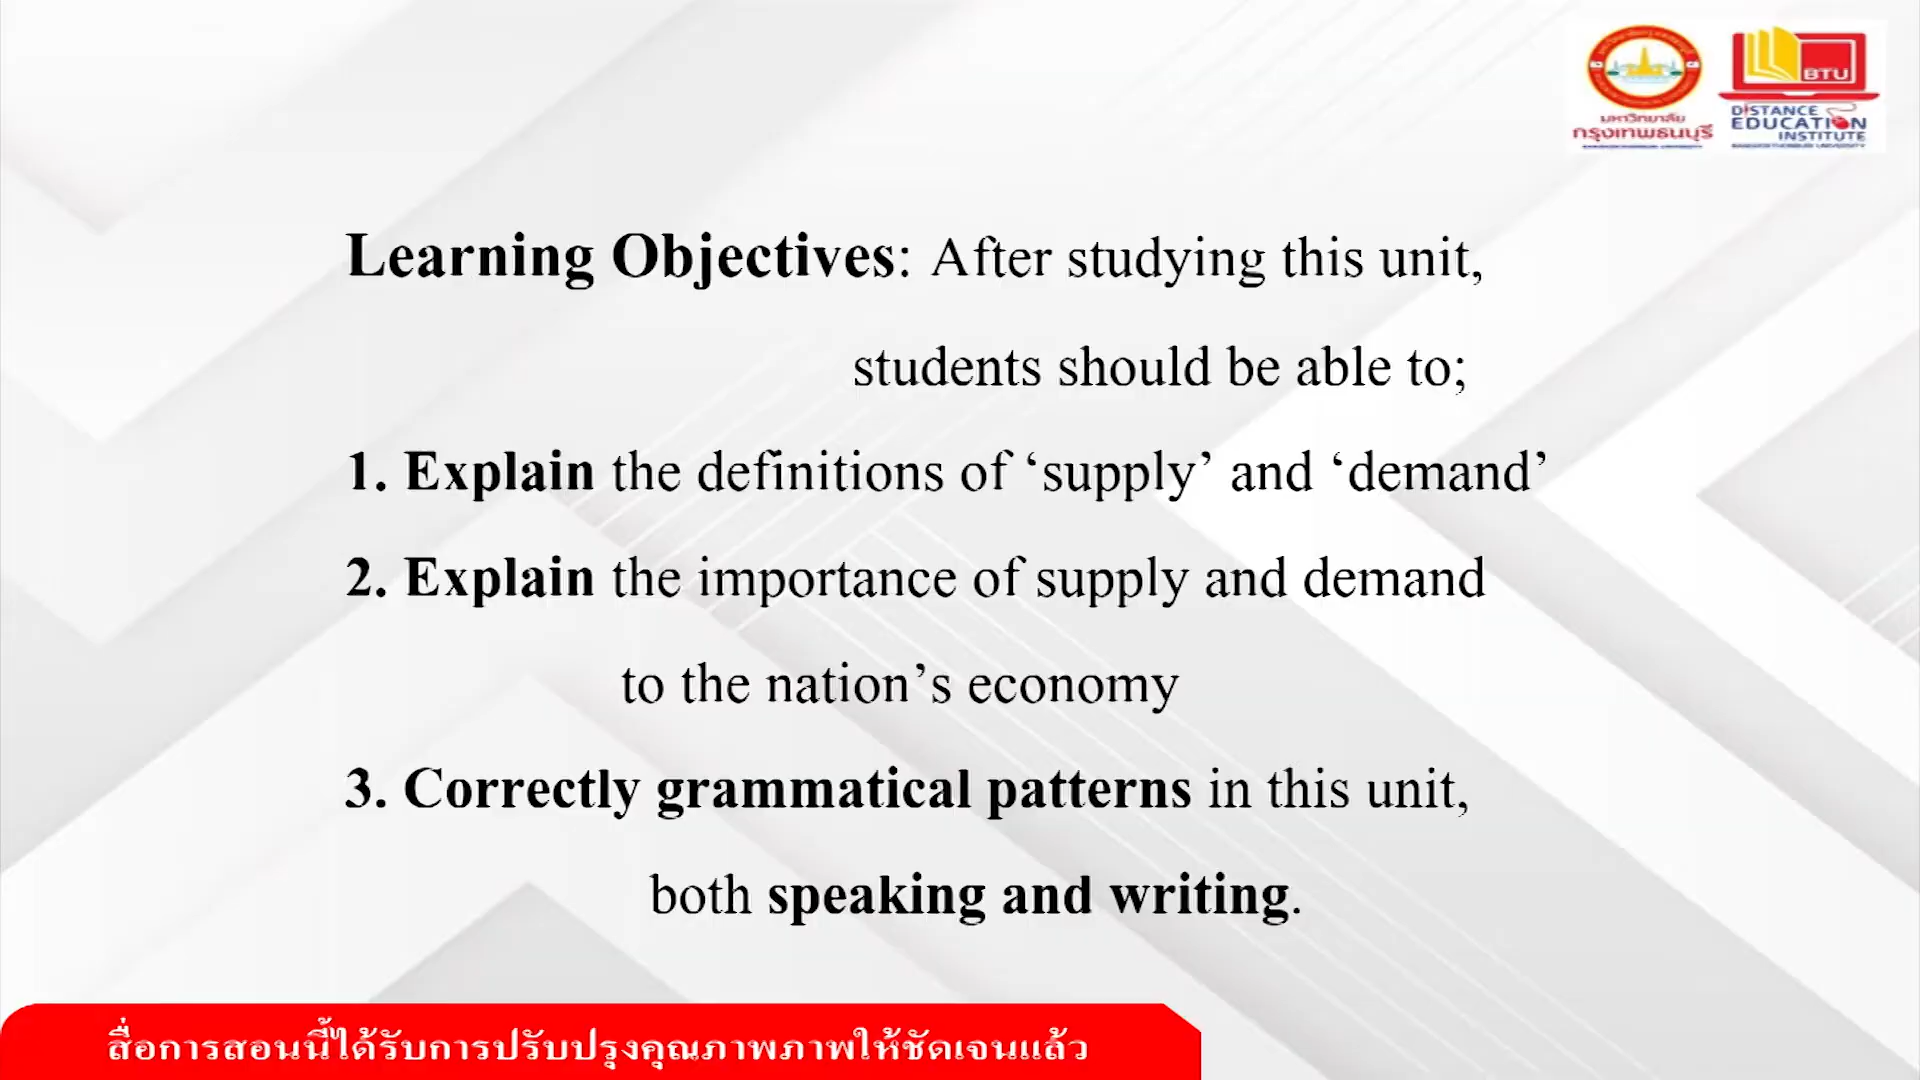 มหาวิทยาลัย
กรุงเทพธนบุรี
BTU
DISTANCE
EDUCATION
INSTITUTE
Learning Objectives: After studying this unit,
students should be able to;
1. Explain the definitions of ‘supply’ and ‘demand’
2. Explain the importance of supply and demand
to the nation’s economy
3. Correctly grammatical patterns in this unit,
both speaking and writing.
สื่อการสอนนี้ได้รับการปรับปรุงคุณภาพภาพให้ชัดเจนแล้ว